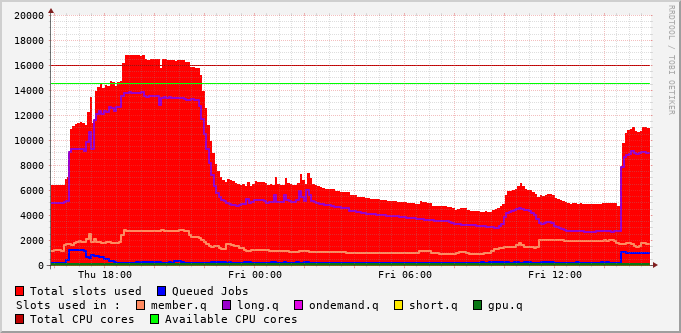 20000
18000
16000
14000
12000
10000
8000
6000
4000
2000
0
Thu 18:00 Fri 00:00 Fri 06:00 Fri 12:00
RRDTOOL / TOBI OETIKER
Total slots used Queued Jobs
Slots used in : member.q long.q ondemand.q short.q gpu.q
Total CPU cores Available CPU cores